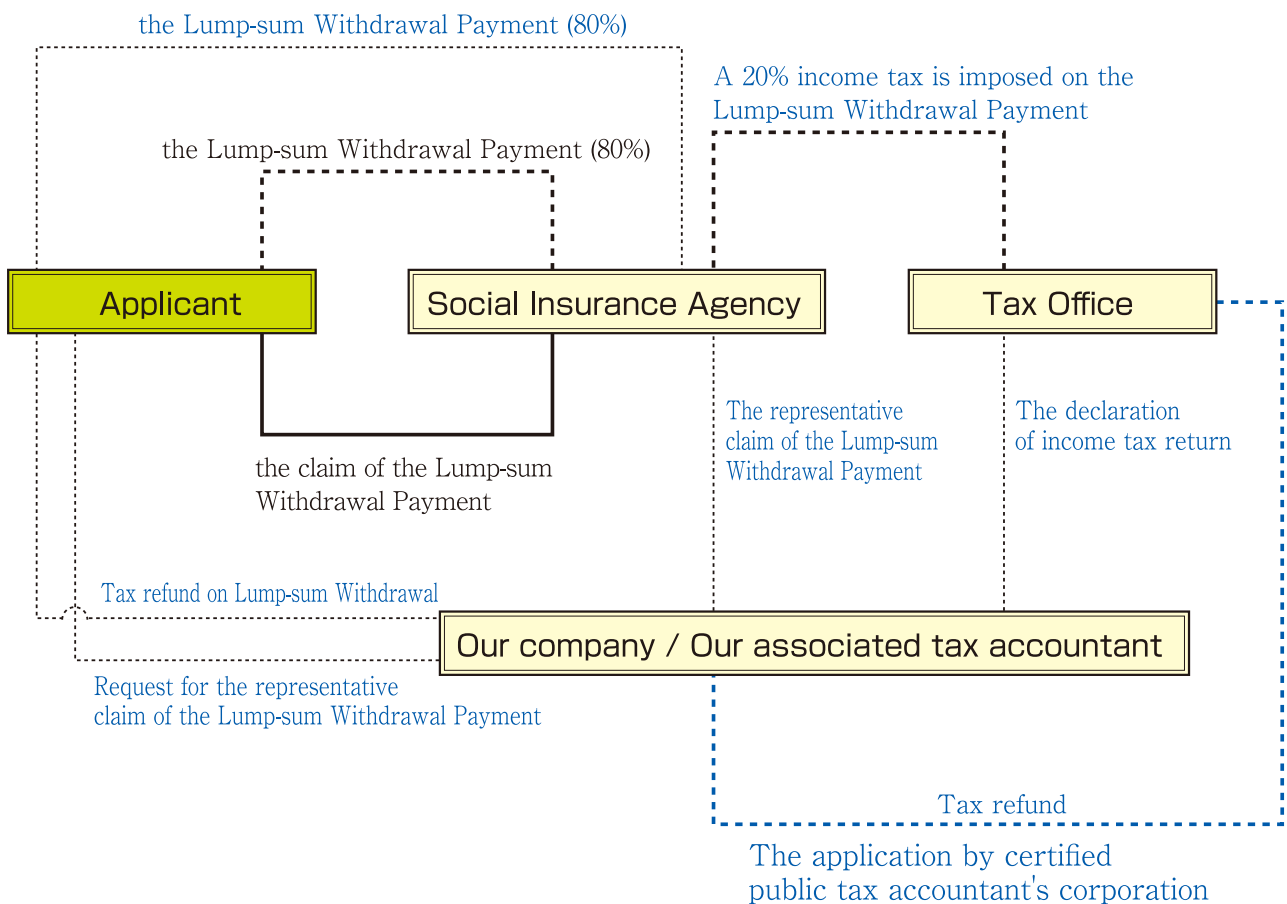 the Lump-sum Withdrawal Payment (80%)
A 20% income tax is imposed on the
Lump-sum Withdrawal Payment
the Lump-sum Withdrawal Payment (80%)
Applicant
Social Insurance Agency
Tax Office
The representative
claim of the Lump-sum
Withdrawal Payment
The declaration
of income tax return
the claim of the Lump-sum
Withdrawal Payment
Tax refund on Lump-sum Withdrawal
Our company / Our associated tax accountant
Request for the representative
claim of the Lump-sum Withdrawal Payment
Tax refund
The application by certified
public tax accountant's corporation